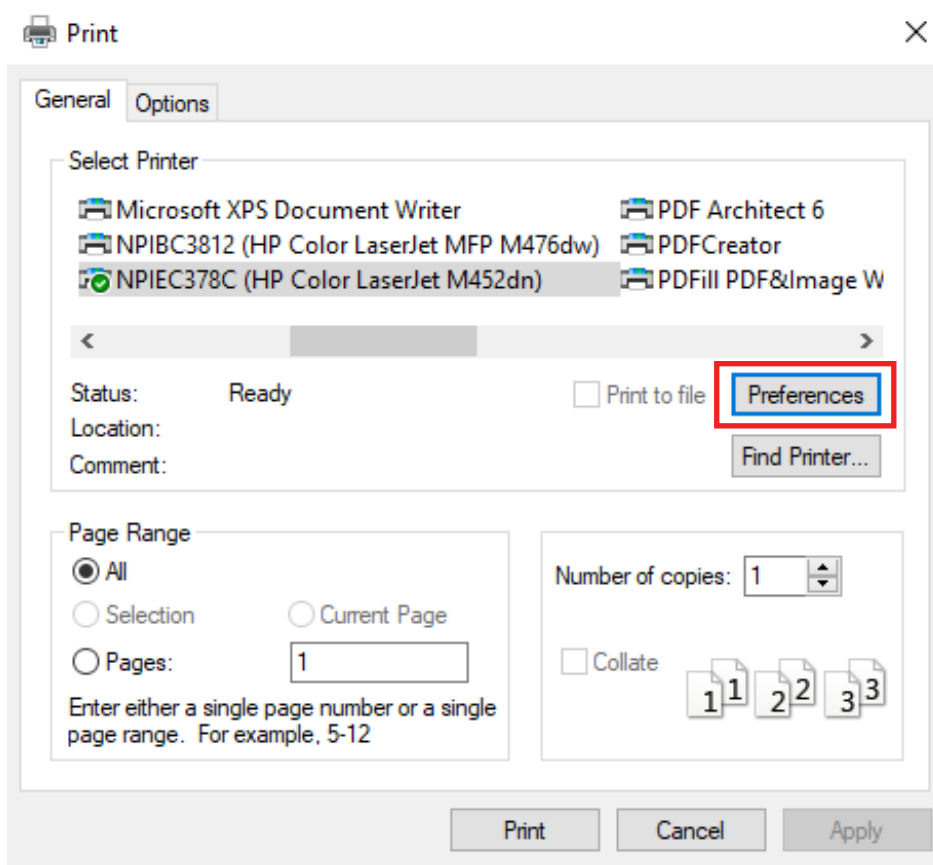 Print
General
Options
Select Printer
Microsoft XPS Document Writer
PDF Architect 6
NPIBC3812 (HP Color LaserJet MFP M476dw)
PDFCreator
NPIEC378C (HP Color LaserJet M452dn)
PDFill PDF&Image W
Status: Ready
Print to file
Preferences
Location:
Comment:
Find Printer...
Page Range
All
Selection
Current Page
Pages: 1
Enter either a single page number or a single
page range. For example, 5-12
Number of copies: 1
Collate
1 1 2 2 3 3
Print
Cancel
Apply